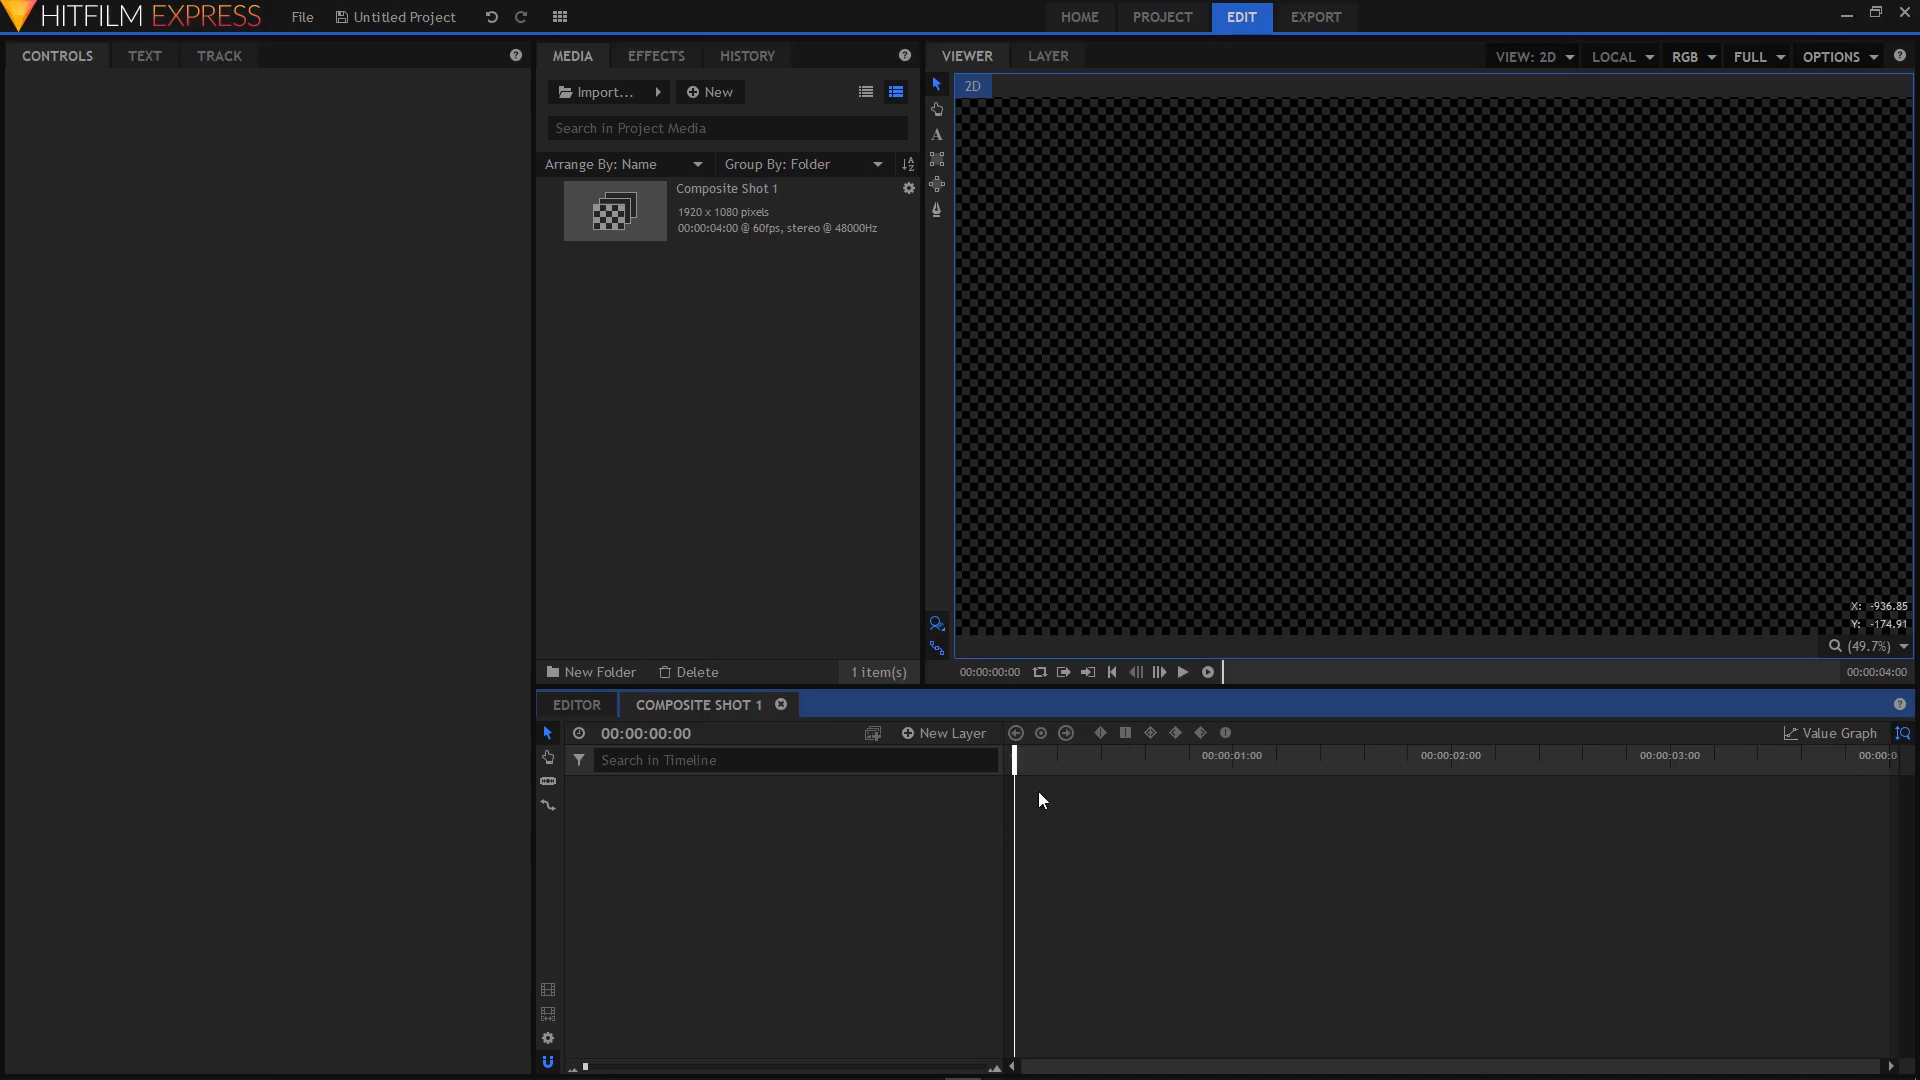 HITFILM EXPRESS
File
Untitled Project
HOME
PROJECT
EDIT
EXPORT
CONTROLS
TEXT
TRACK
MEDIA
EFFECTS
HISTORY
VIEWER
LAYER
VIEW: 2D
LOCAL
RGB
FULL
OPTIONS
Import...
New
2D
A
Search in Project Media
Arrange By: Name
Group By: Folder
Composite Shot 1
1920 x 1080 pixels
00:00:04:00 @ 60fps, stereo @ 48000Hz
X: -936.85
Y: -174.91
(49.7%)
New Folder
Delete
1 item(s)
00:00:00:00
00:00:04:00
EDITOR
COMPOSITE SHOT 1
00:00:00:00
New Layer
Value Graph
Search in Timeline
00:00:01:00
00:00:02:00
00:00:03:00
00:00:0